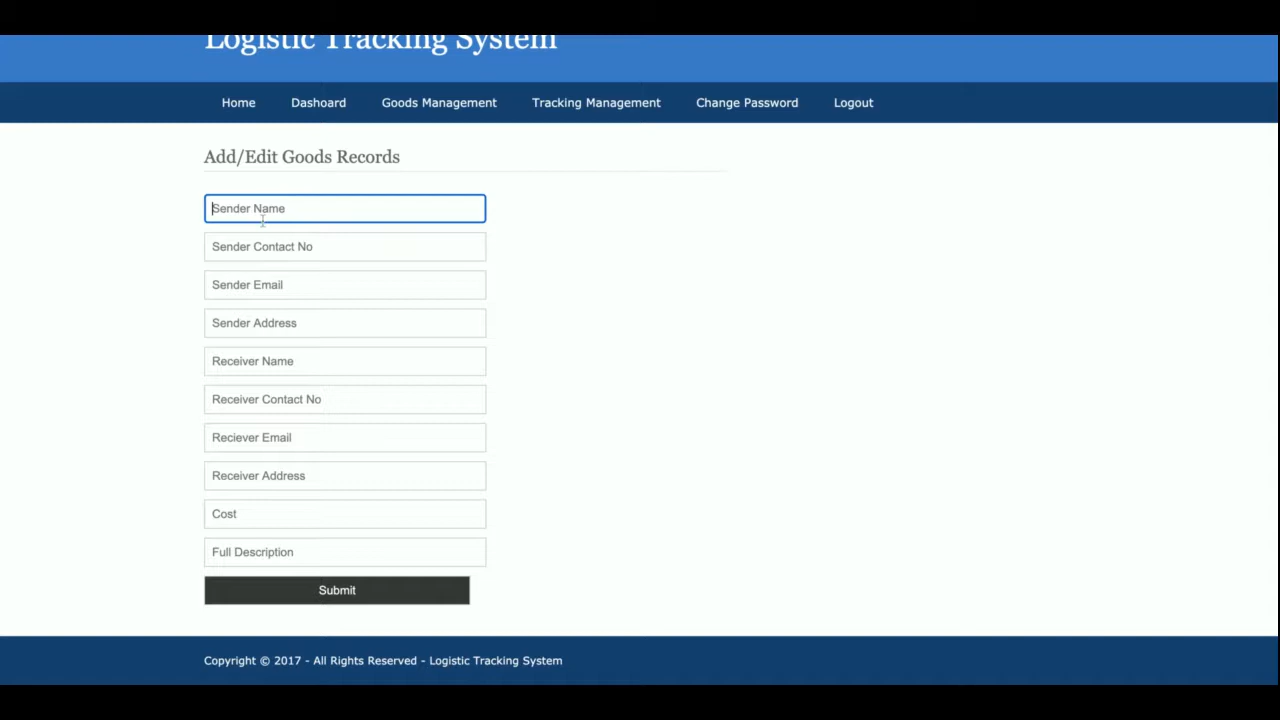 Logistic Tracking System
Home Dashoard Goods Management Tracking Management Change Password Logout
Add/Edit Goods Records
Sender Name
Sender Contact No
Sender Email
Sender Address
Receiver Name
Receiver Contact No
Reciever Email
Receiver Address
Cost
Full Description
Submit
Copyright © 2017 - All Rights Reserved - Logistic Tracking System